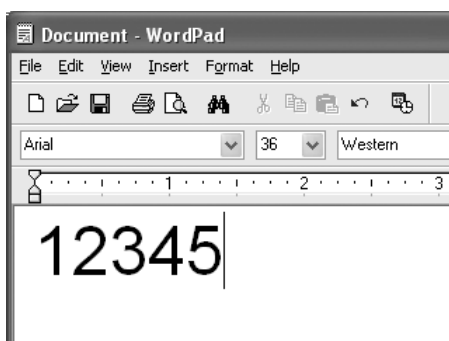 Document - WordPad
File Edit View Insert Format Help
Arial 36 Western
1 2 3
12345